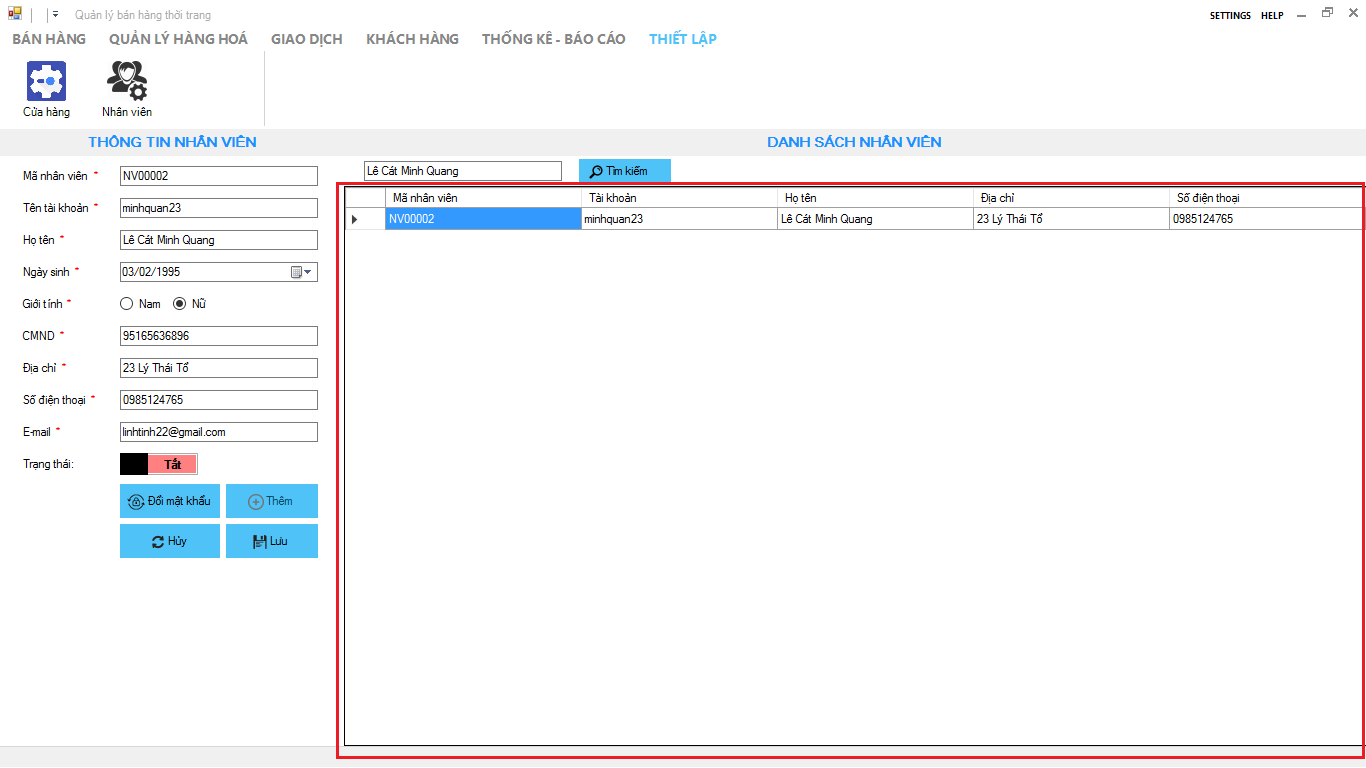 Quản lý bán hàng thời trang
SETTINGS HELP
BÁN HÀNG QUẢN LÝ HÀNG HOÁ GIAO DỊCH KHÁCH HÀNG THỐNG KÊ - BÁO CÁO THIẾT LẬP
Cửa hàng Nhân viên
THÔNG TIN NHÂN VIÊN
DANH SÁCH NHÂN VIÊN
Mã nhân viên * NV00002
Tên tài khoản * minhquan23
Họ tên * Lê Cát Minh Quang
Ngày sinh * 03/02/1995
Giới tính * Nam Nữ
CMND * 95165636896
Địa chỉ * 23 Lý Thái Tổ
Số điện thoại * 0985124765
E-mail * linhtinh22@gmail.com
Trạng thái: Tắt
Đổi mật khẩu Thêm
Hủy Lưu
Lê Cát Minh Quang Tìm kiếm
Mã nhân viên Tài khoản Họ tên Địa chỉ Số điện thoại
NV00002 minhquan23 Lê Cát Minh Quang 23 Lý Thái Tổ 0985124765